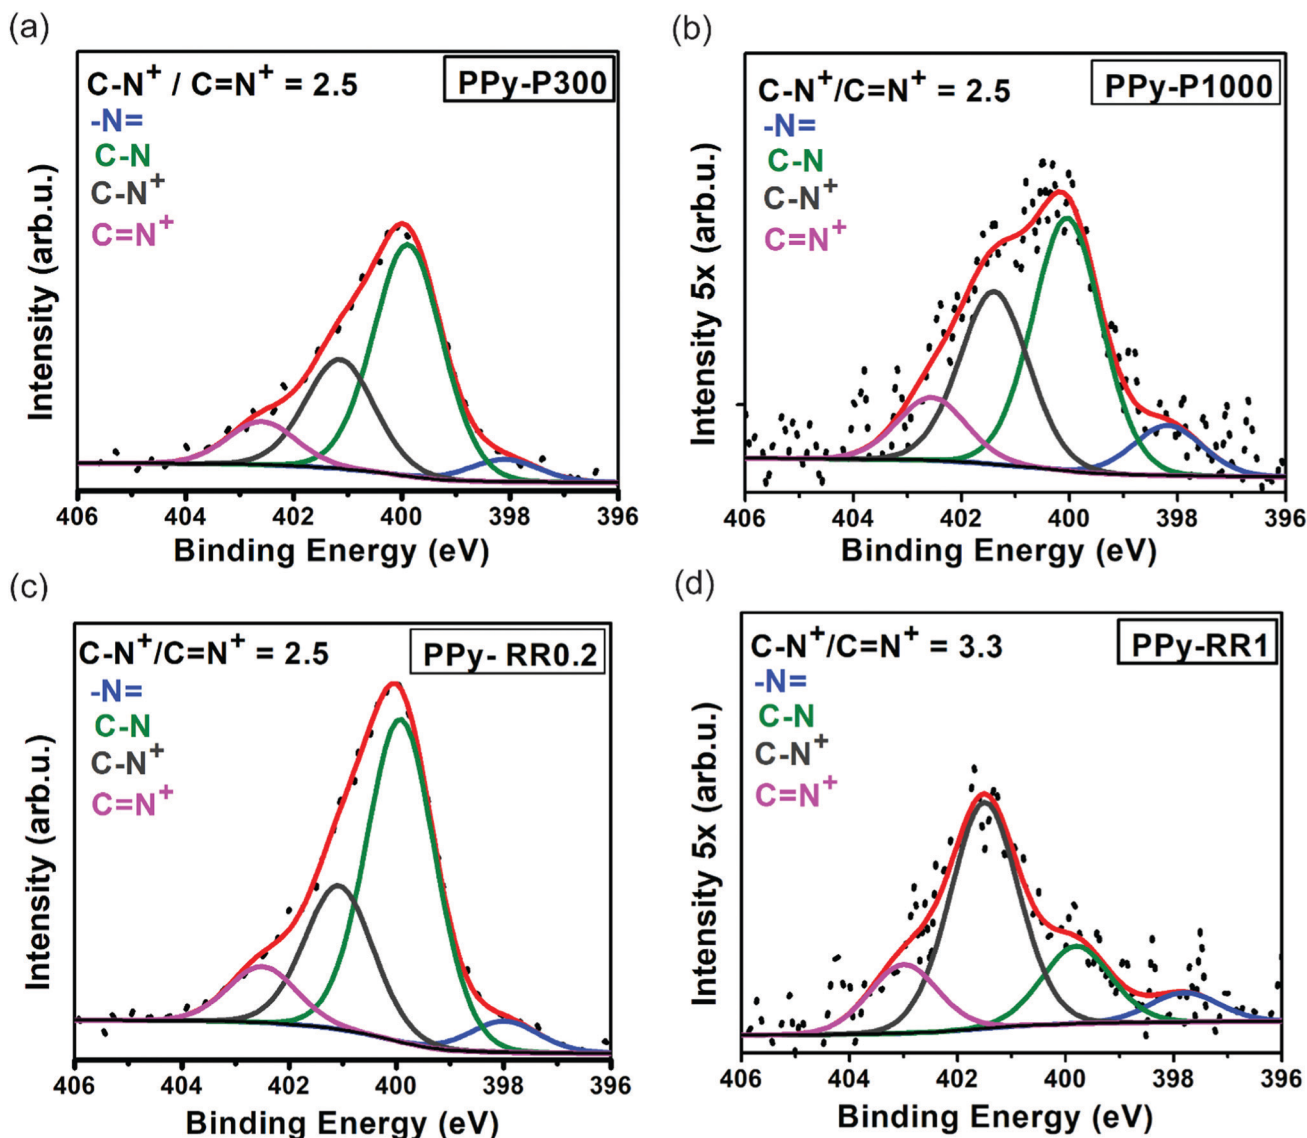 (a)
C-N+ / C=N+ = 2.5
PPy-P300
-N=
C-N
C-N+
C=N+
Intensity (arb.u.)
406 404 402 400 398 396
Binding Energy (eV)
(b)
C-N+/C=N+ = 2.5
PPy-P1000
-N=
C-N
C-N+
C=N+
Intensity 5x (arb.u.)
406 404 402 400 398 396
Binding Energy (eV)
(c)
C-N+/C=N+ = 2.5
PPy- RR0.2
-N=
C-N
C-N+
C=N+
Intensity (arb.u.)
406 404 402 400 398 396
Binding Energy (eV)
(d)
C-N+/C=N+ = 3.3
PPy-RR1
-N=
C-N
C-N+
C=N+
Intensity 5x (arb.u.)
406 404 402 400 398 396
Binding Energy (eV)